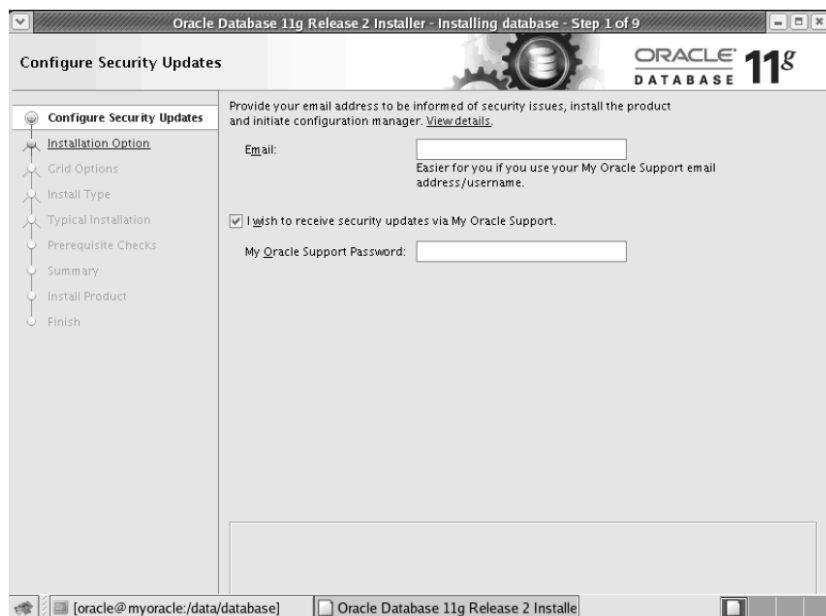 Oracle Database 11g Release 2 Installer - Installing database - Step 1 of 9
Configure Security Updates
ORACLE
DATABASE
11g
Configure Security Updates
Installation Option
Grid Options
Install Type
Typical Installation
Prerequisite Checks
Summary
Install Product
Finish
Provide your email address to be informed of security issues, install the product
and initiate configuration manager. View details.
Email:
Easier for you if you use your My Oracle Support email
address/username.
I wish to receive security updates via My Oracle Support.
My Oracle Support Password:
[oracle@myoracle:/data/database]
Oracle Database 11g Release 2 Installe